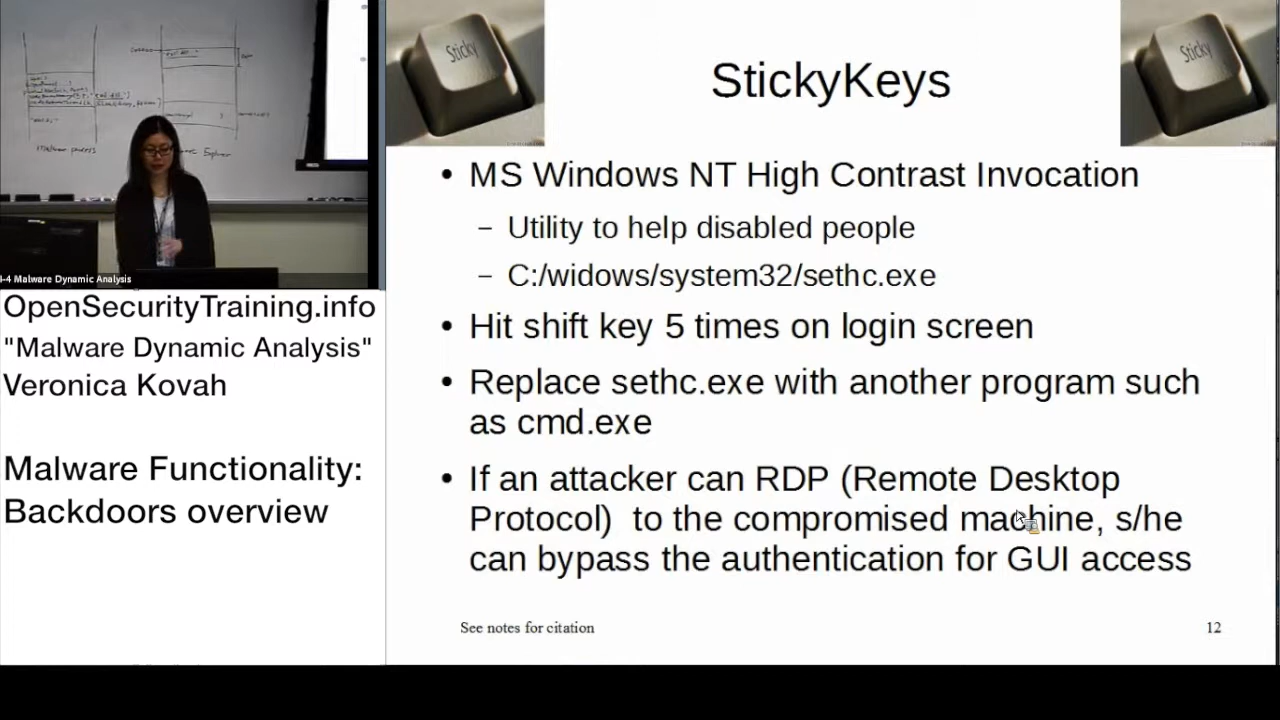 Sticky
Sticky
StickyKeys
• MS Windows NT High Contrast Invocation
– Utility to help disabled people
– C:/widows/system32/sethc.exe
• Hit shift key 5 times on login screen
• Replace sethc.exe with another program such
as cmd.exe
• If an attacker can RDP (Remote Desktop
Protocol) to the compromised machine, s/he
can bypass the authentication for GUI access
See notes for citation
12
-4 Malware Dynamic Analysis
OpenSecurityTraining.info
"Malware Dynamic Analysis"
Veronica Kovah
Malware Functionality:
Backdoors overview